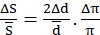 ΔS/S̅ = 2Δd/d̅ . Δπ/π